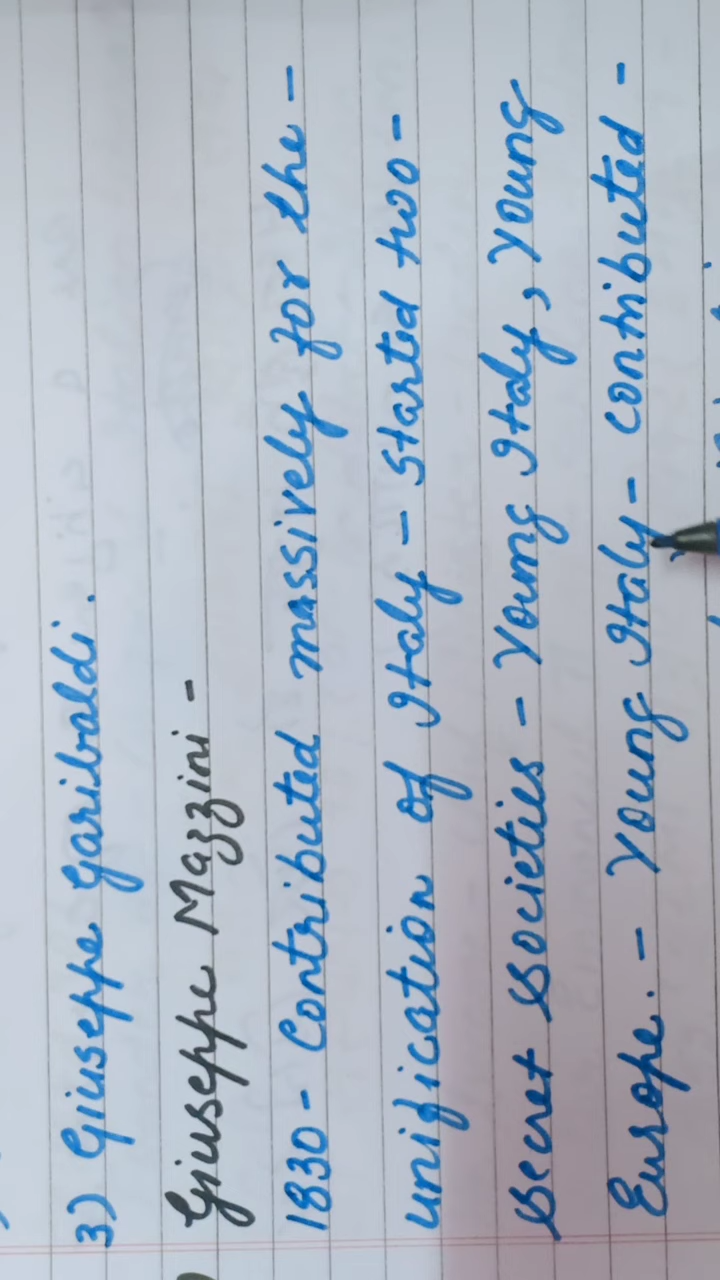 3) Giuseppe Garibaldi.
Giuseppe Mazzini -
1830 - Contributed massively for the -
unification of Italy - started two -
secret societies - Young Italy, Young
Europe. - Young Italy - contributed -